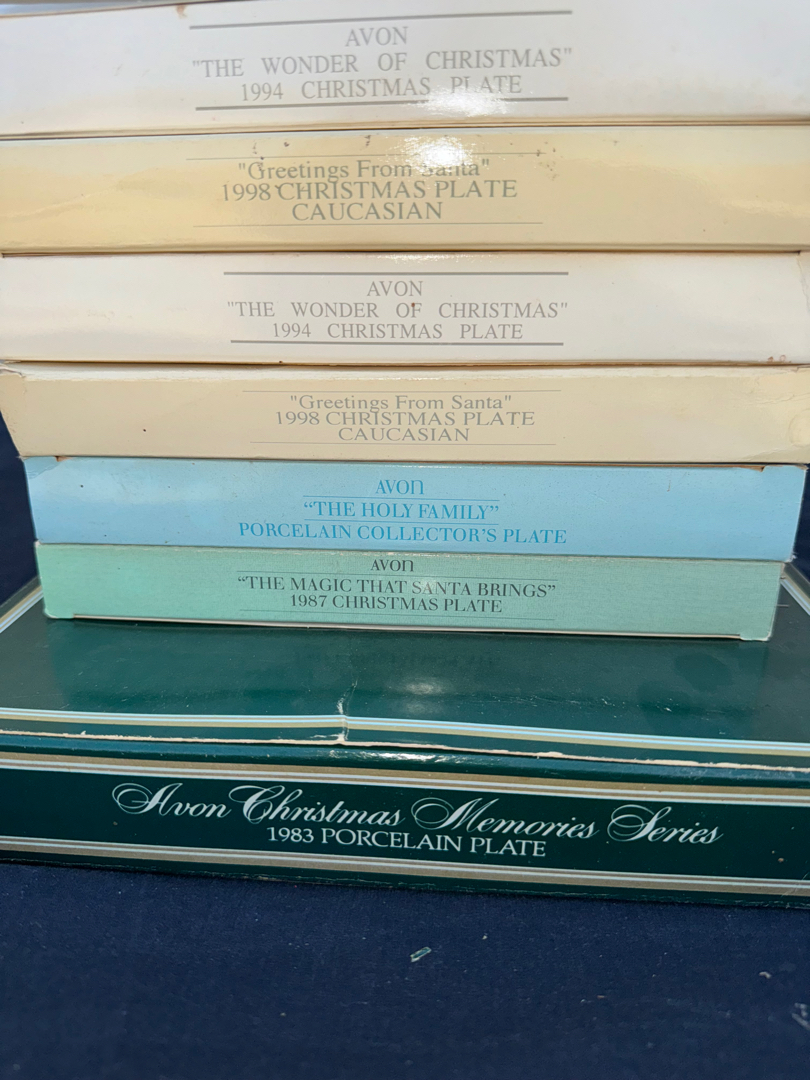 AVON
"THE WONDER OF CHRISTMAS"
1994 CHRISTMAS PLATE
"Greetings From Santa"
1998 CHRISTMAS PLATE
CAUCASIAN
AVON
"THE WONDER OF CHRISTMAS"
1994 CHRISTMAS PLATE
"Greetings From Santa"
1998 CHRISTMAS PLATE
CAUCASIAN
AVON
“THE HOLY FAMILY”
PORCELAIN COLLECTOR'S PLATE
AVON
“THE MAGIC THAT SANTA BRINGS”
1987 CHRISTMAS PLATE
Avon Christmas Memories Series
1983 PORCELAIN PLATE